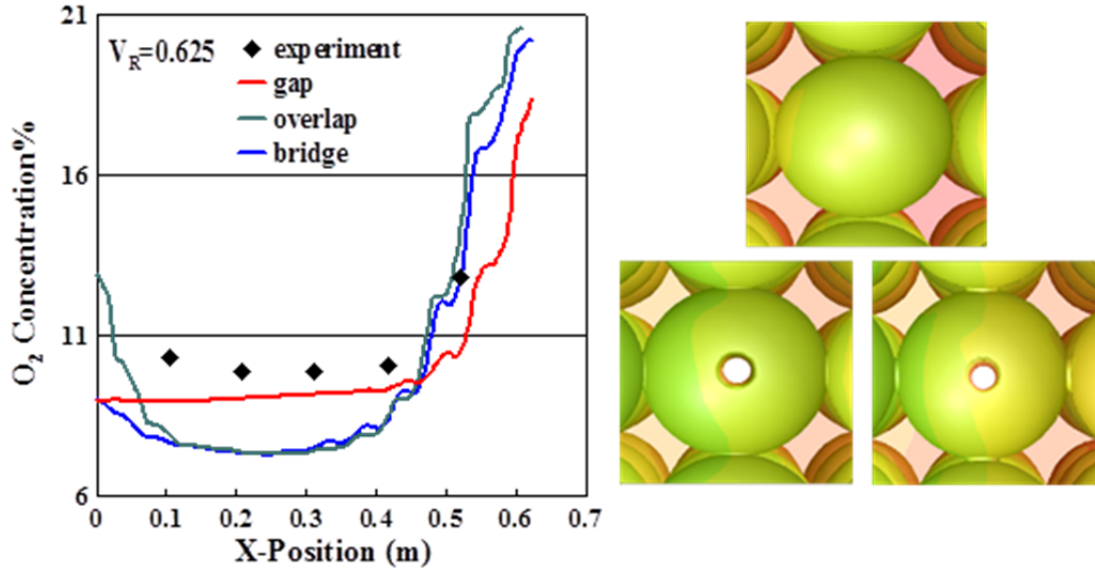 21
V_R=0.625
experiment
gap
overlap
bridge
16
O₂ Concentration%
11
6
0 0.1 0.2 0.3 0.4 0.5 0.6 0.7
X-Position (m)